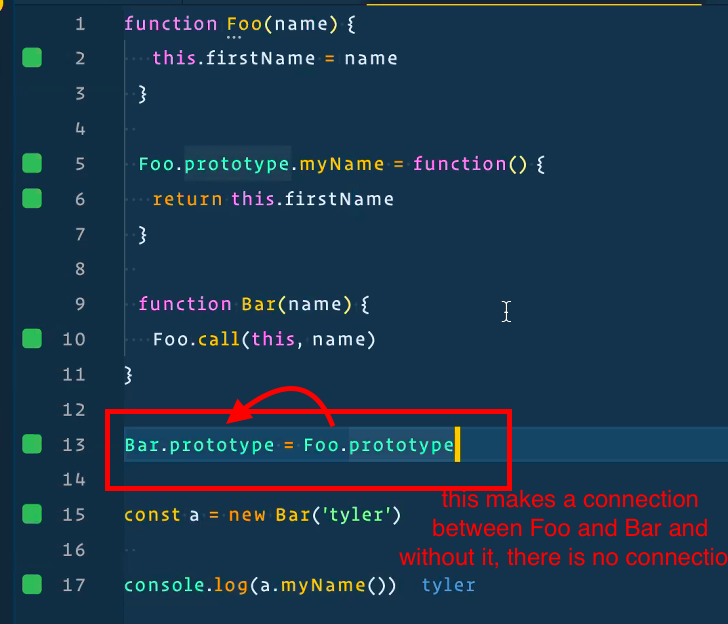 1 function Foo(name) {
2 this.firstName = name
3 }
4
5 Foo.prototype.myName = function() {
6 return this.firstName
7 }
8
9 function Bar(name) {
10 Foo.call(this, name)
11 }
12
13 Bar.prototype = Foo.prototype
14
15 const a = new Bar('tyler')
16
17 console.log(a.myName()) tyler
this makes a connection
between Foo and Bar and
without it, there is no connectio